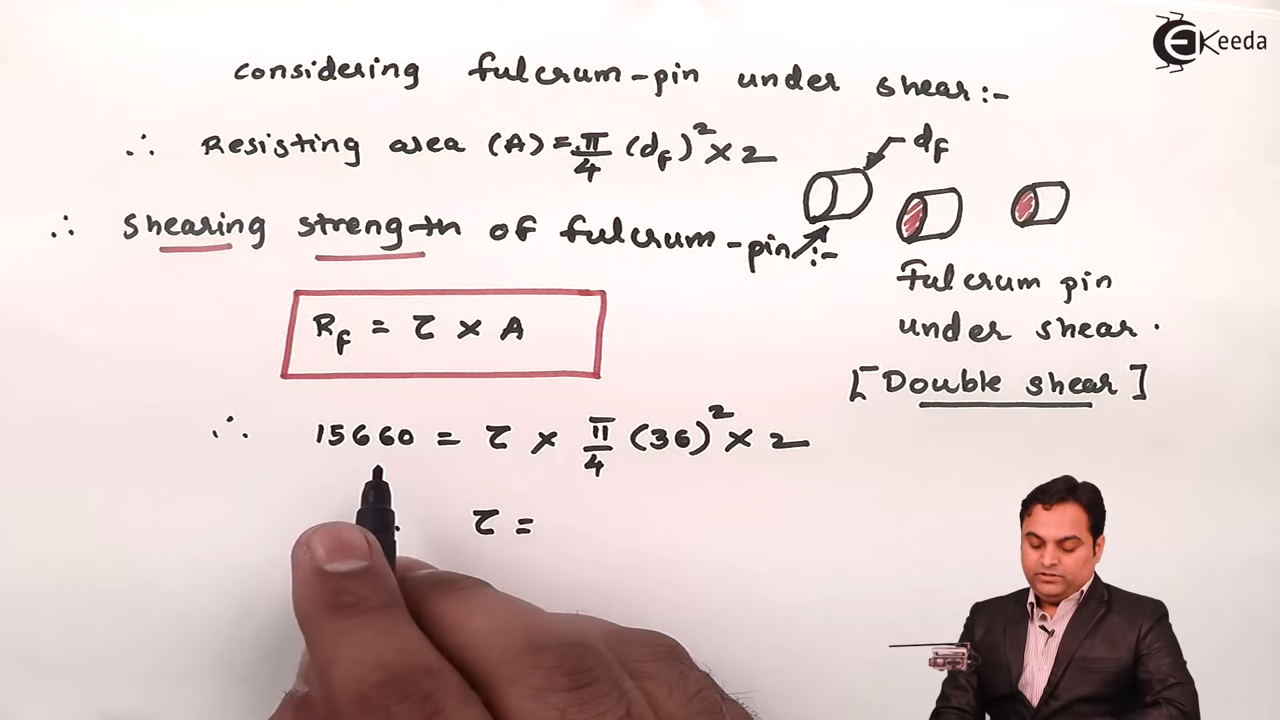 EKeeda
considering fulcrum-pin under shear:-
∴ Resisting area (A) = π/4 (df)² × 2
df
∴ Shearing strength of fulcrum-pin :-
Fulcrum pin
under shear.
[Double shear]
Rf = τ × A
∴ 15660 = τ × π/4 (36)² × 2
τ =